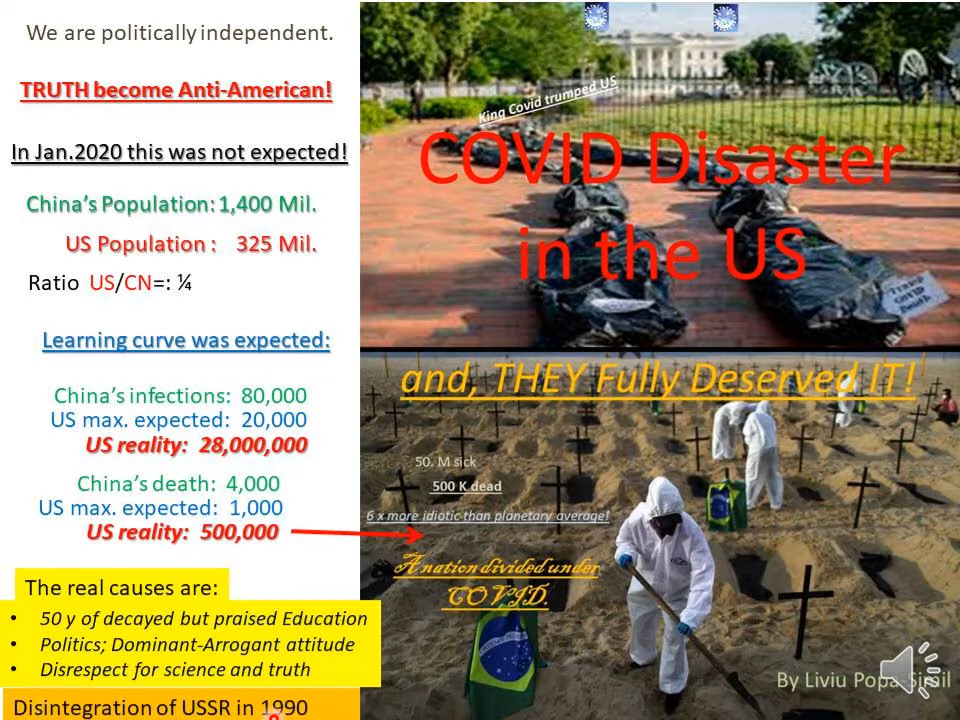 We are politically independent.
TRUTH become Anti-American!
In Jan.2020 this was not expected!
China's Population: 1,400 Mil.
US Population : 325 Mil.
Ratio US/CN=: ¼
Learning curve was expected:
China's infections: 80,000
US max. expected: 20,000
US reality: 28,000,000
China's death: 4,000
US max. expected: 1,000
US reality: 500,000
The real causes are:
• 50 y of decayed but praised Education
• Politics; Dominant-Arrogant attitude
• Disrespect for science and truth
Disintegration of USSR in 1990
King Covid trumped US
COVID Disaster
in the US
Trump
Covid
Death
and, THEY Fully Deserved IT!
50. M sick
500 K dead
6 x more idiotic than planetary average!
A nation divided under
COVID.
By Liviu Popa-Simil